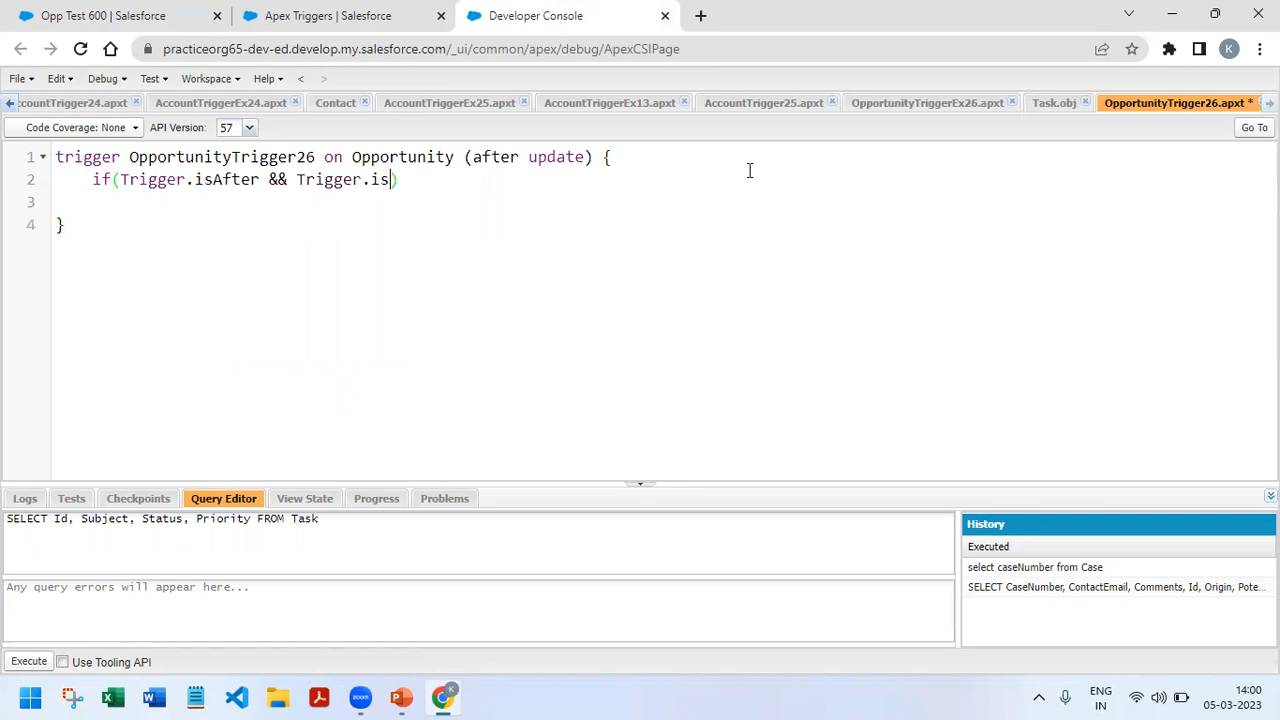 Opp Test 600 | Salesforce
Apex Triggers | Salesforce
Developer Console
practiceorg65-dev-ed.develop.my.salesforce.com/_ui/common/apex/debug/ApexCSIPage
K
File Edit Debug Test Workspace Help < >
ccountTrigger24.apxt AccountTriggerEx24.apxt Contact AccountTriggerEx25.apxt AccountTriggerEx13.apxt AccountTrigger25.apxt OpportunityTriggerEx26.apxt Task.obj OpportunityTrigger26.apxt *
Code Coverage: None API Version: 57 Go To
1 trigger OpportunityTrigger26 on Opportunity (after update) {
2 if(Trigger.isAfter && Trigger.is)
3
4 }
Logs Tests Checkpoints Query Editor View State Progress Problems
SELECT Id, Subject, Status, Priority FROM Task
Any query errors will appear here...
History
Executed
select caseNumber from Case
SELECT CaseNumber, ContactEmail, Comments, Id, Origin, Pote...
Execute Use Tooling API
zoom
K
ENG
IN
14:00
05-03-2023